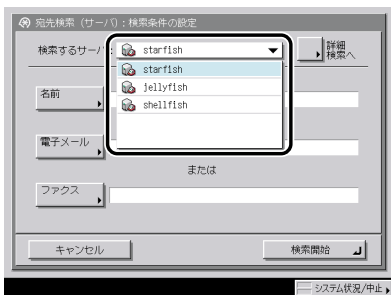 宛先検索（サーバ）：検索条件の設定
検索するサーバ： starfish
詳細検索へ
starfish
jellyfish
shellfish
名前
電子メール
または
ファクス
キャンセル
検索開始
システム状況/中止